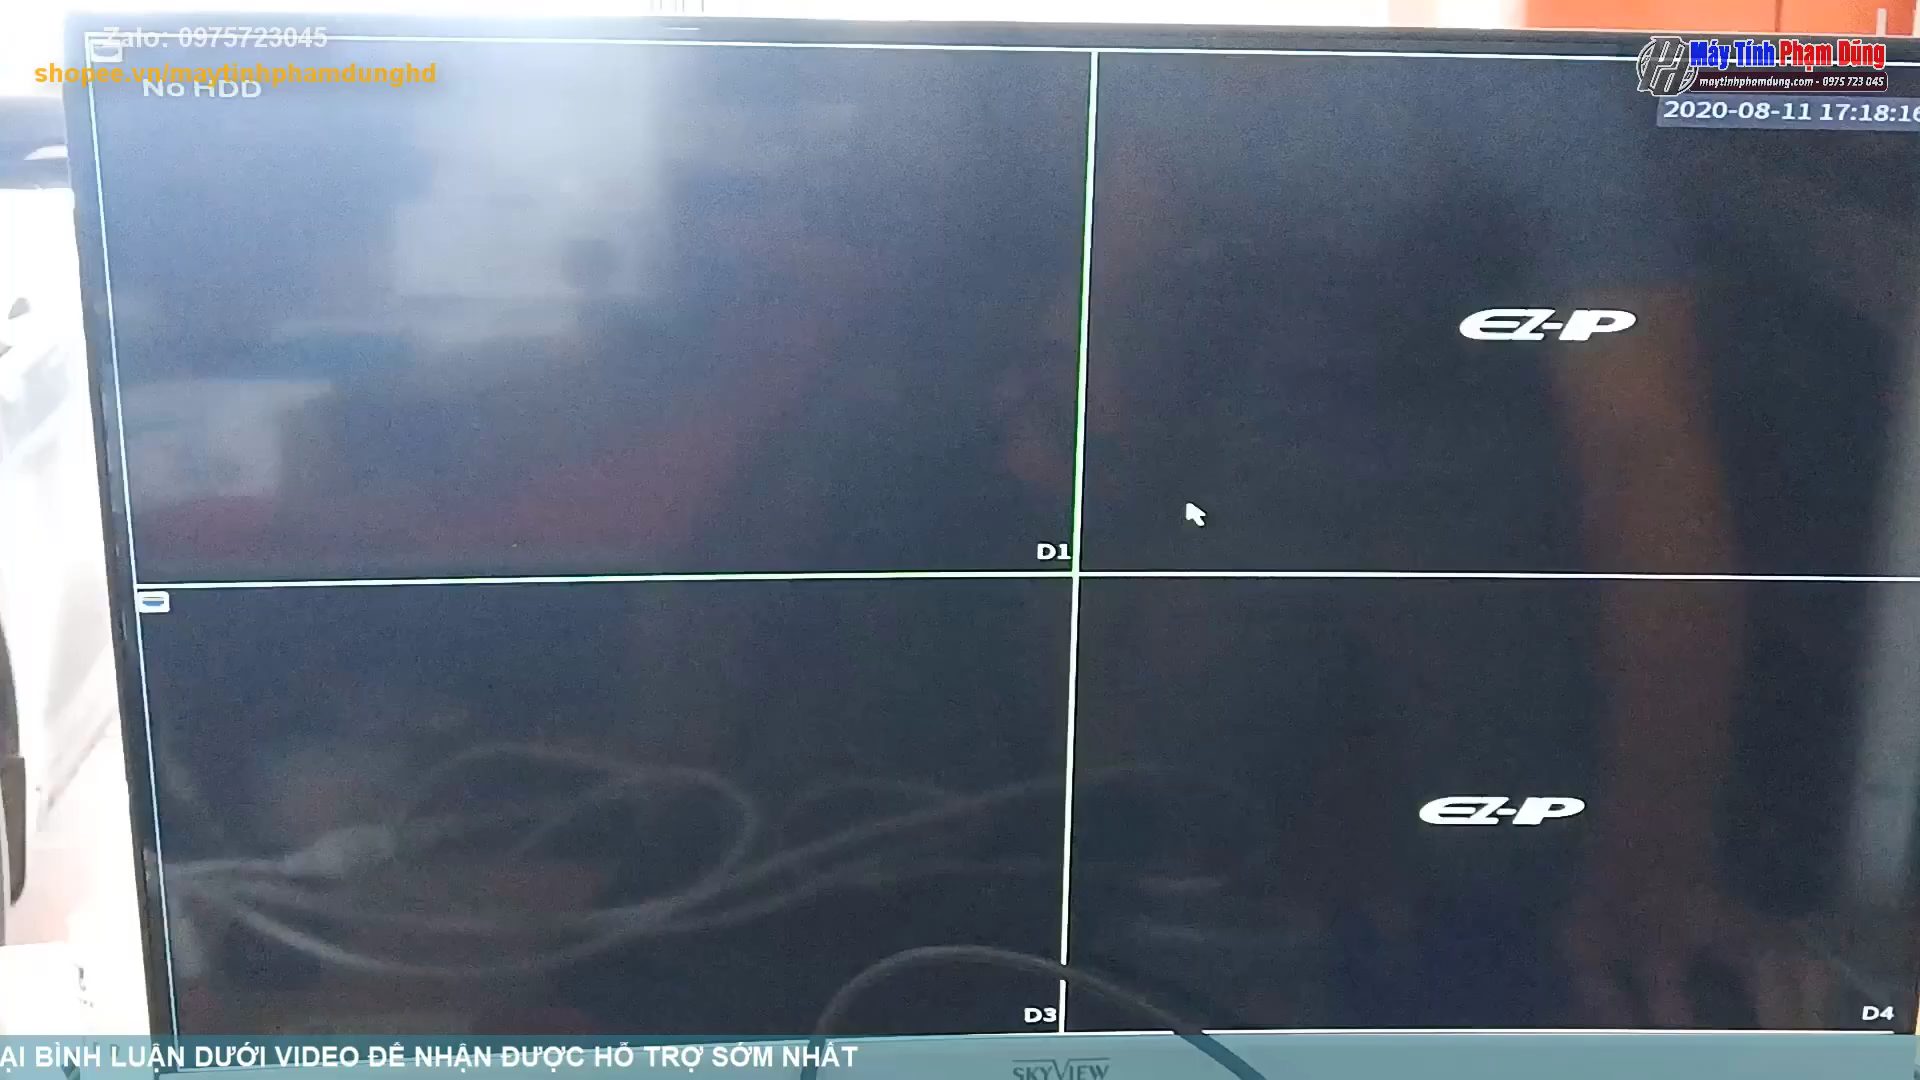 Zalo: 0975723045
shopee.vn/maytinhphamdunghd
No HDD
Máy Tính Phạm Dũng
maytinhphamdung.com - 0975 723 045
2020-08-11 17:18:16
EZ-IP
D1
EZ-IP
D3
D4
ẠI BÌNH LUẬN DƯỚI VIDEO ĐỂ NHẬN ĐƯỢC HỖ TRỢ SỚM NHẤT
SKYVIEW